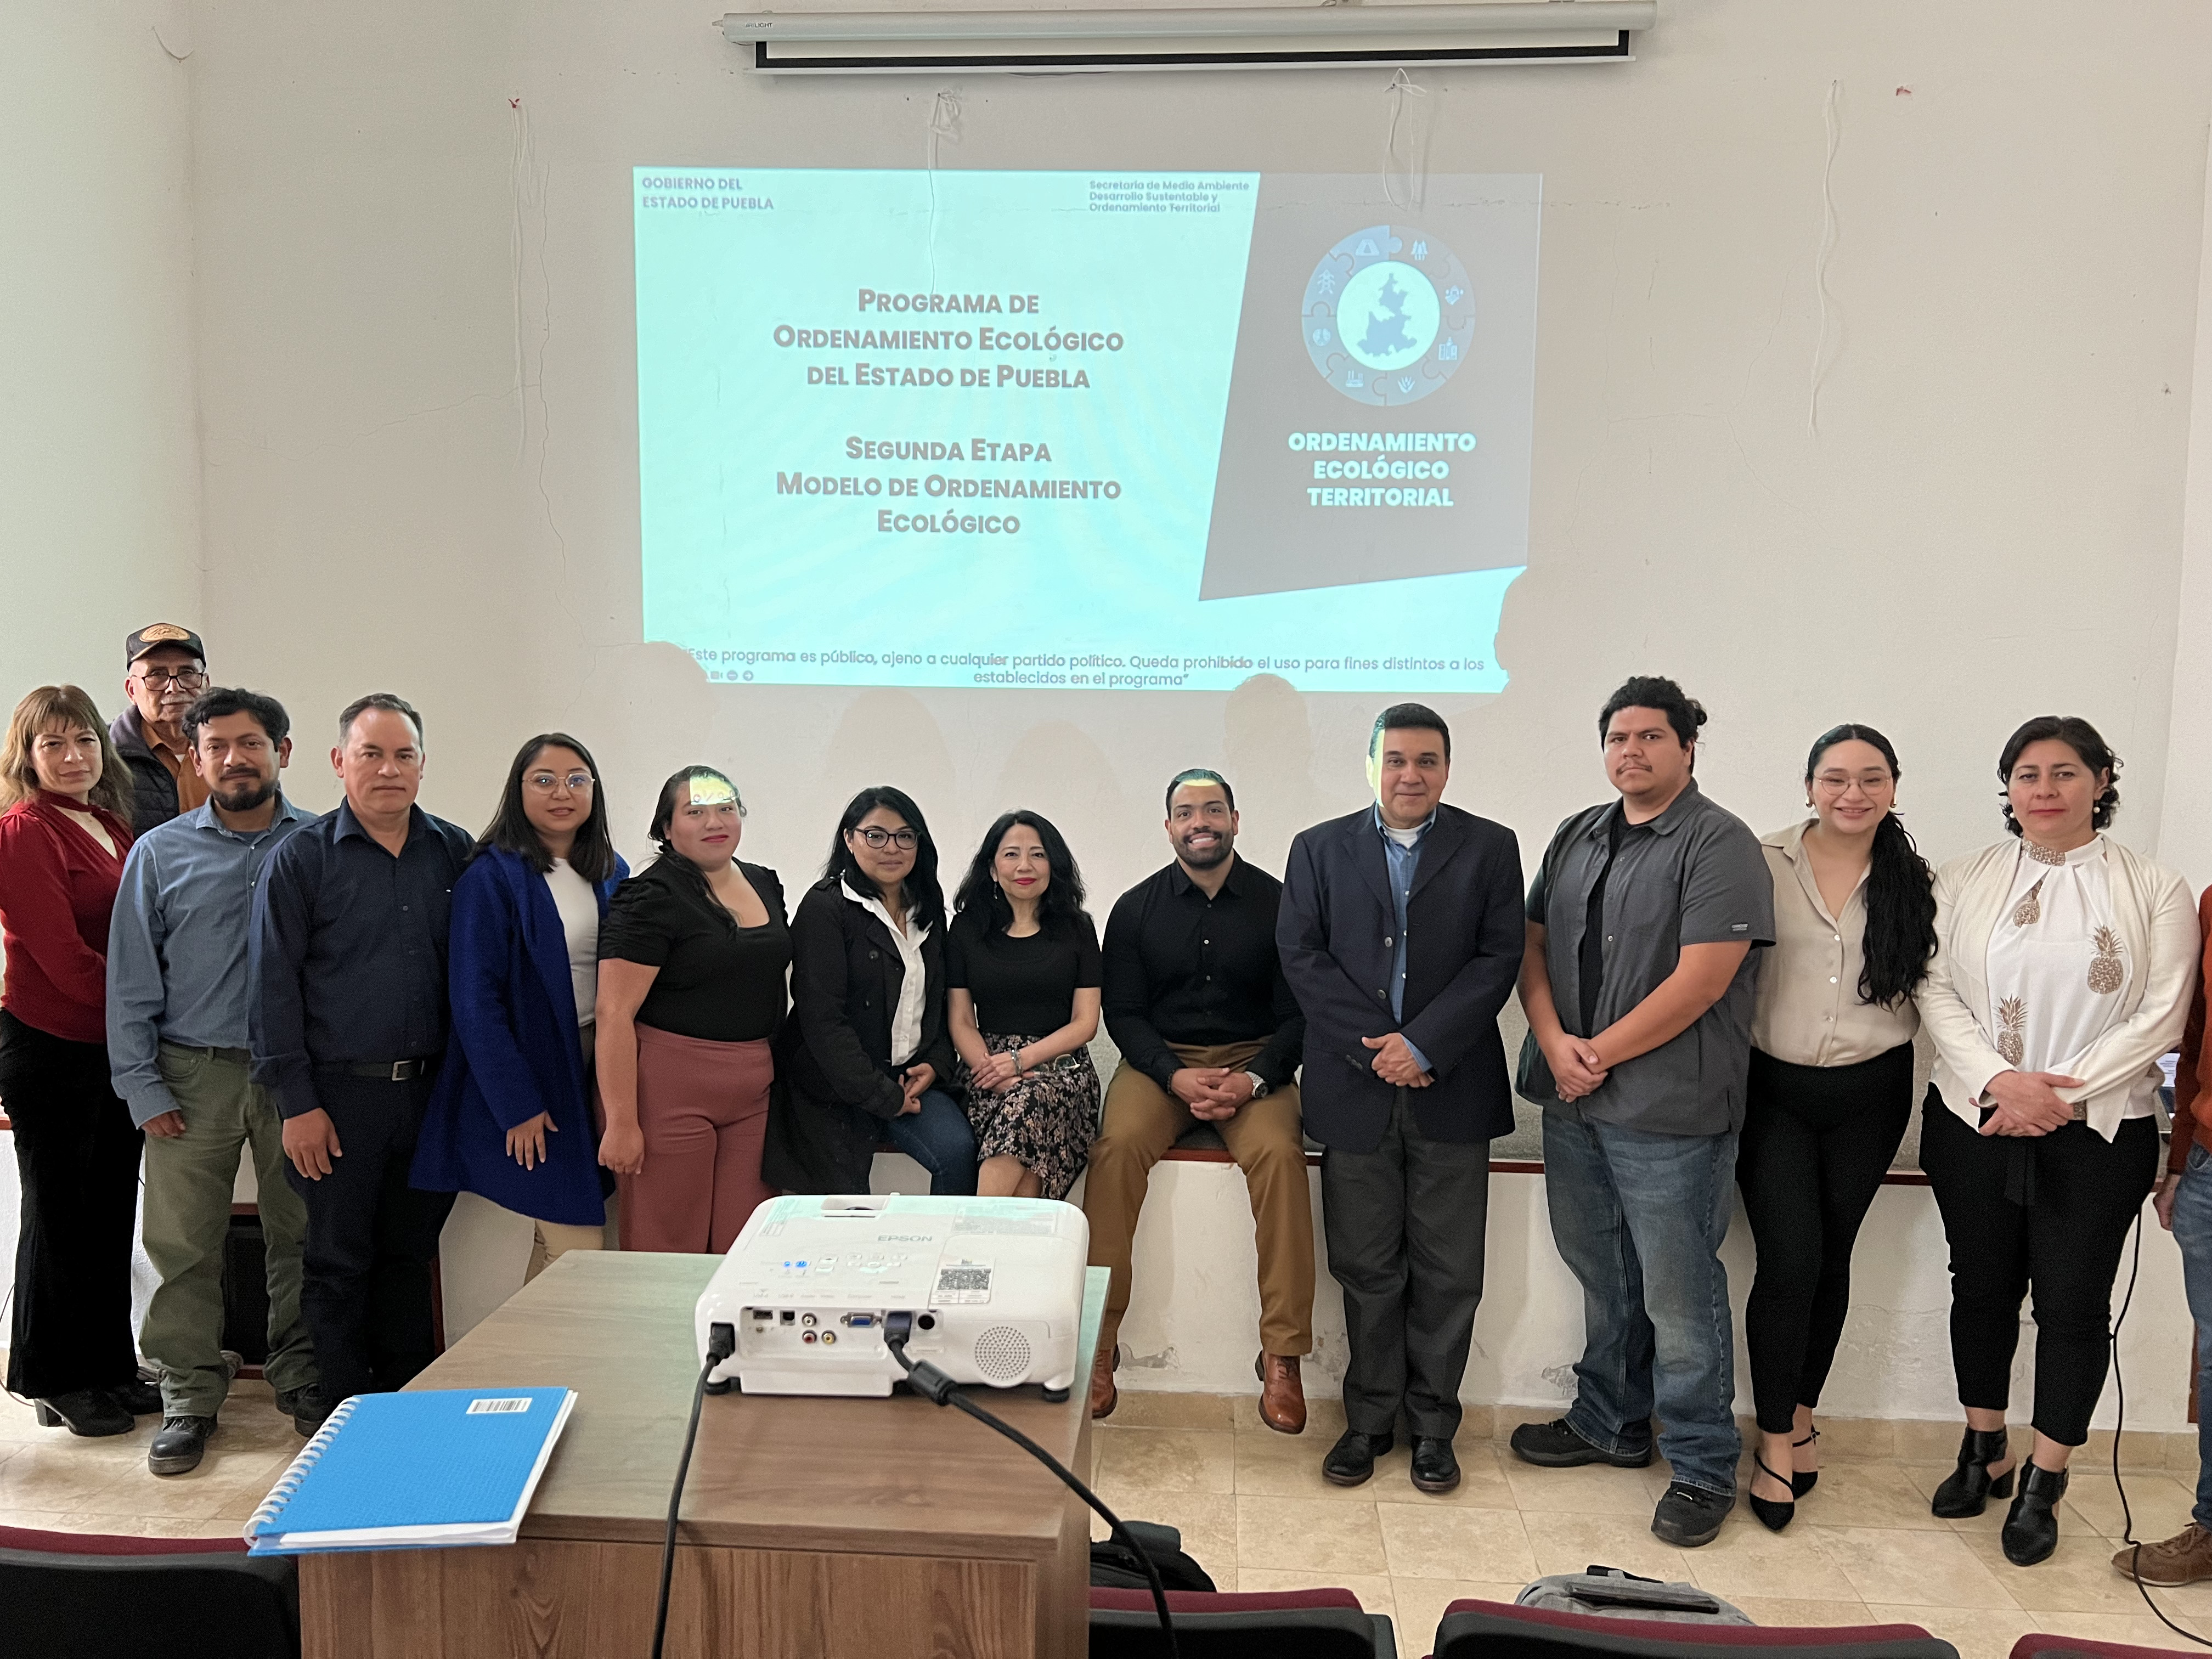 GOBIERNO DEL
ESTADO DE PUEBLA
Secretaría de Medio Ambiente
Desarrollo Sustentable y
Ordenamiento Territorial
PROGRAMA DE
ORDENAMIENTO ECOLÓGICO
DEL ESTADO DE PUEBLA
SEGUNDA ETAPA
MODELO DE ORDENAMIENTO
ECOLÓGICO
ORDENAMIENTO
ECOLÓGICO
TERRITORIAL
Este programa es público, ajeno a cualquier partido político. Queda prohibido el uso para fines distintos a los
establecidos en el programa"
EPSON